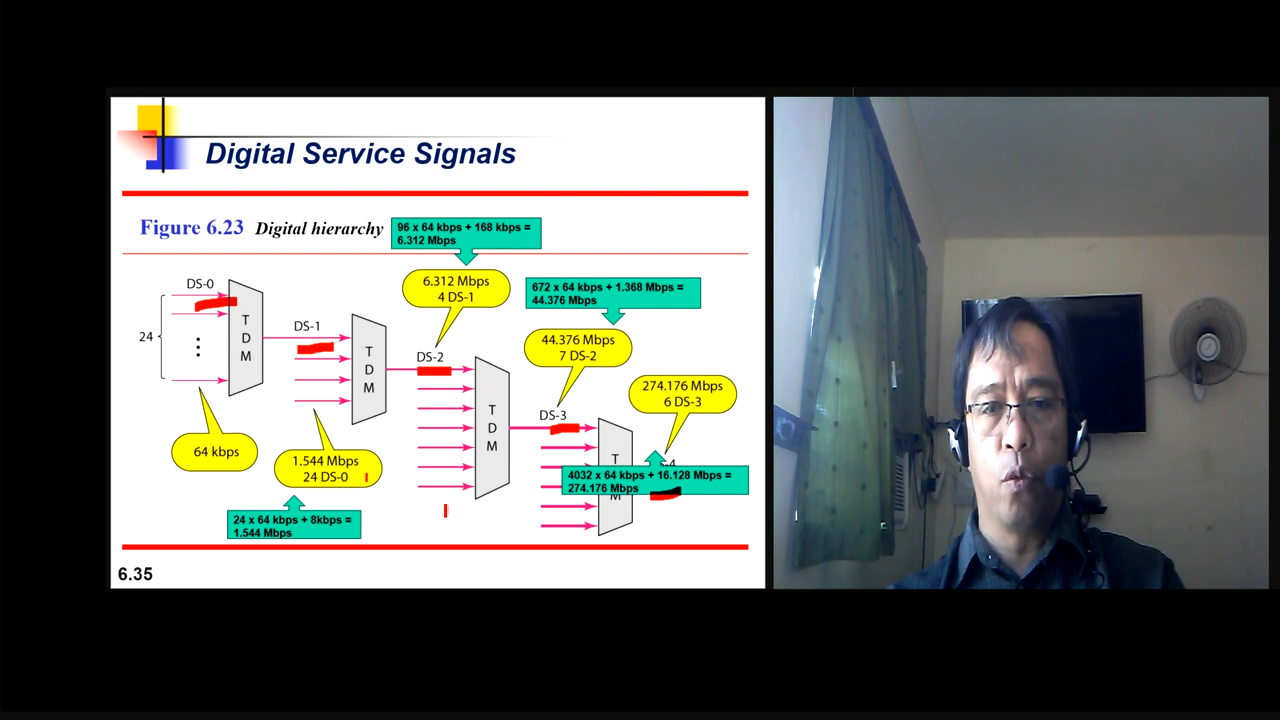 Digital Service Signals
Figure 6.23 Digital hierarchy
96 x 64 kbps + 168 kbps =
6.312 Mbps
DS-0
6.312 Mbps
4 DS-1
672 x 64 kbps + 1.368 Mbps =
44.376 Mbps
24
T
D
M
DS-1
T
D
M
DS-2
44.376 Mbps
7 DS-2
274.176 Mbps
6 DS-3
T
D
M
DS-3
T
M
64 kbps
1.544 Mbps
24 DS-0
4032 x 64 kbps + 16.128 Mbps =
274.176 Mbps
24 x 64 kbps + 8kbps =
1.544 Mbps
6.35